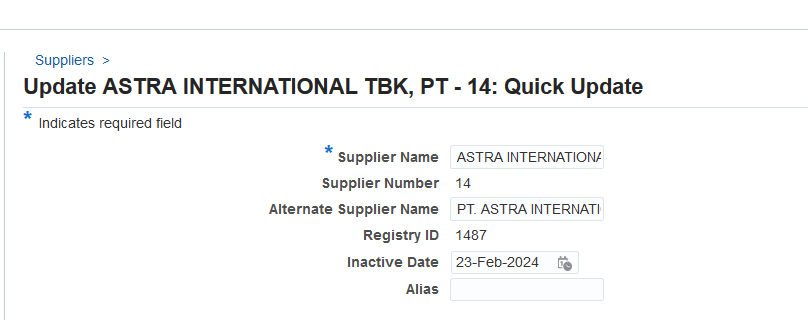 Suppliers >
Update ASTRA INTERNATIONAL TBK, PT - 14: Quick Update
* Indicates required field
* Supplier Name ASTRA INTERNATIONA
Supplier Number 14
Alternate Supplier Name PT. ASTRA INTERNATI
Registry ID 1487
Inactive Date 23-Feb-2024
Alias